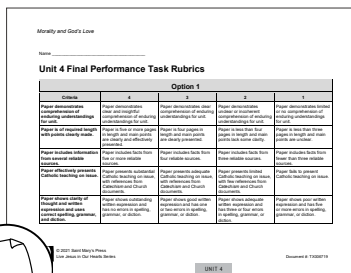 Morality and God's Love
Name
Unit 4 Final Performance Task Rubrics
Option 1
Criteria 4 3 2 1
Paper demonstrates comprehension of enduring understandings for unit. Paper demonstrates clear and insightful comprehension of enduring understandings for unit. Paper demonstrates clear comprehension of enduring understandings for unit. Paper demonstrates unclear or incoherent comprehension of enduring understandings for unit. Paper demonstrates limited or no comprehension of enduring understandings for unit.
Paper is of required length with points clearly made. Paper is five or more pages in length and main points are clearly and effectively presented. Paper is four pages in length and main points are clearly presented. Paper is less than four pages in length and main points lack some clarity. Paper is less than three pages in length and main points are unclear.
Paper includes information from several reliable sources. Paper includes facts from five or more reliable sources. Paper includes facts from four reliable sources. Paper includes facts from three reliable sources. Paper includes facts from fewer than three reliable sources.
Paper effectively presents Catholic teaching on issue. Paper presents substantial Catholic teaching on issue, with references from Catechism and Church documents. Paper presents adequate Catholic teaching on issue, with references from Catechism and Church documents. Paper presents limited Catholic teaching on issue, with few references from Catechism and Church Documents. Paper fails to present Catholic teaching on issue.
Paper shows clarity of thought and written expression and uses correct spelling, grammar, and diction. Paper shows outstanding written expression and has no errors in spelling, grammar, or diction. Paper shows good written expression and has one or two errors in spelling, grammar, or diction. Paper shows adequate written expression and has three or four errors in spelling, grammar, or diction. Paper shows poor written expression and has five or more errors in spelling, grammar, or diction.
© 2021 Saint Mary's Press
Live Jesus in Our Hearts Series
Document #: TX006719
UNIT 4